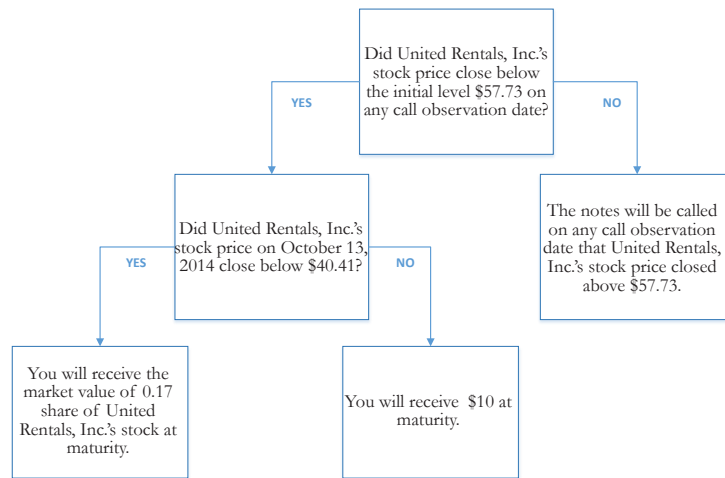 Did United Rentals, Inc.'s
stock price close below
the initial level $57.73 on
any call observation date?
YES
NO
Did United Rentals, Inc.'s
stock price on October 13,
2014 close below $40.41?
The notes will be called
on any call observation
date that United Rentals,
Inc.'s stock price closed
above $57.73.
YES
NO
You will receive the
market value of 0.17
share of United
Rentals, Inc.'s stock at
maturity.
You will receive $10 at
maturity.